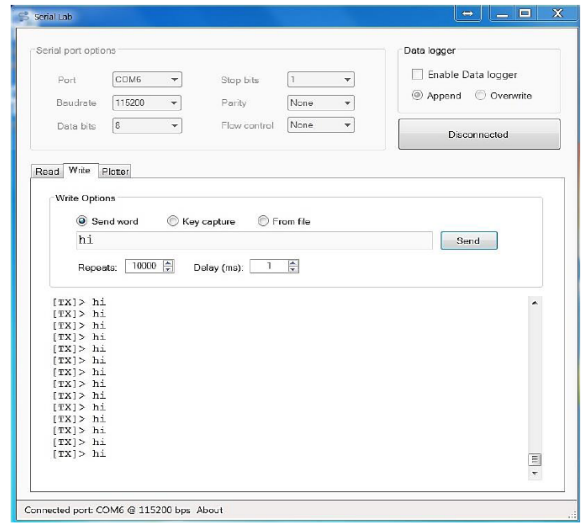 Serial Lab
Serial port options
Port COM6 Stop bits 1
Baudrate 115200 Parity None
Data bits 8 Flow control None
Data logger
Enable Data logger
Append Overwrite
Disconnected
Read Write Plotter
Write Options
Send word Key capture From file
hi Send
Repeats: 10000 Delay (ms): 1
[TX]> hi
[TX]> hi
[TX]> hi
[TX]> hi
[TX]> hi
[TX]> hi
[TX]> hi
[TX]> hi
[TX]> hi
[TX]> hi
[TX]> hi
[TX]> hi
[TX]> hi
[TX]> hi
Connected port: COM6 @ 115200 bps About